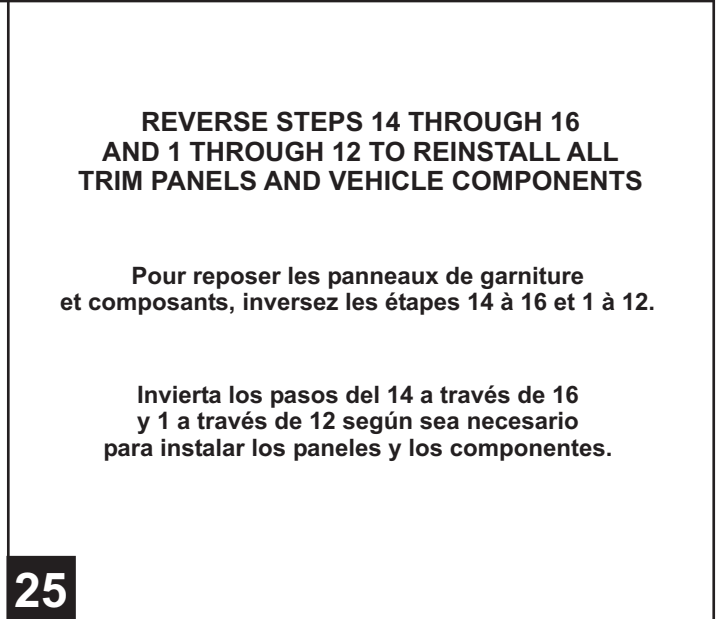 REVERSE STEPS 14 THROUGH 16
AND 1 THROUGH 12 TO REINSTALL ALL
TRIM PANELS AND VEHICLE COMPONENTS
Pour reposer les panneaux de garniture
et composants, inversez les étapes 14 à 16 et 1 à 12.
Invierta los pasos del 14 a través de 16
y 1 a través de 12 según sea necesario
para instalar los paneles y los componentes.
25